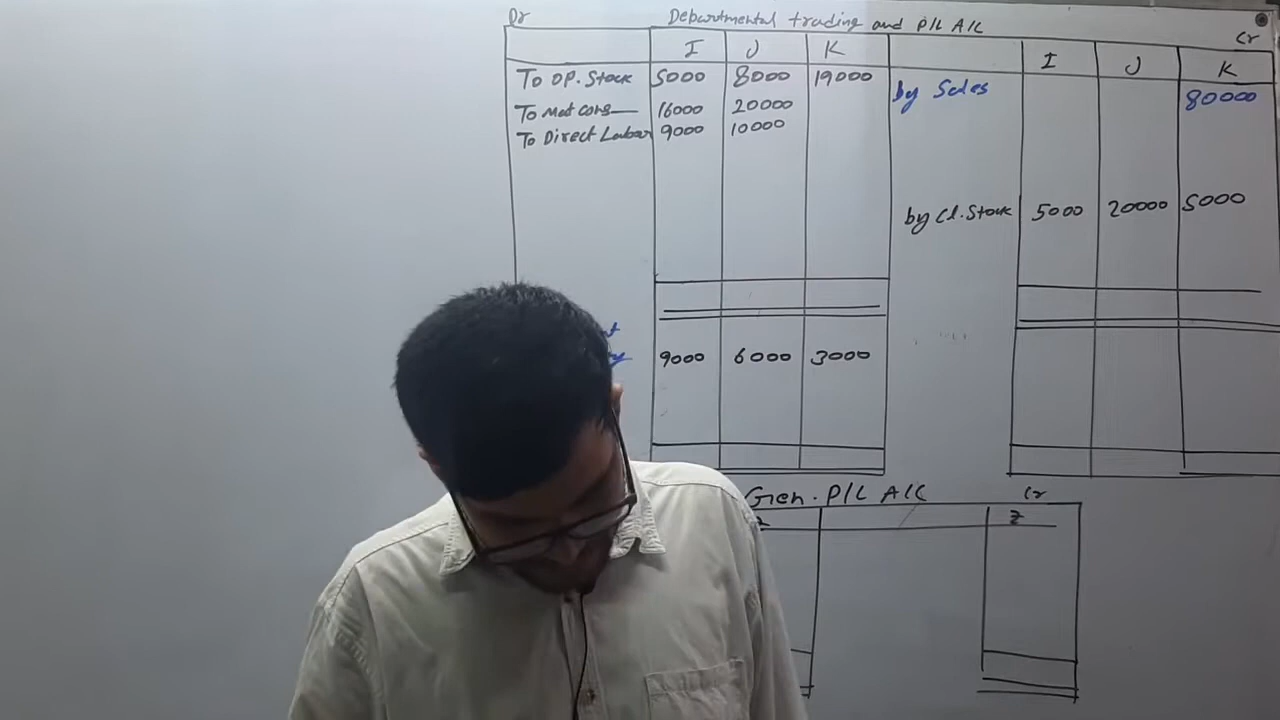 Dr Departmental trading and P/L A/C Cr
I J K I J K
To OP. Stock 5000 8000 19000 by Sales 80000
To Mat cons 16000 20000
To Direct Labour 9000 10000
by Cl. Stock 5000 20000 5000
9000 6000 3000
Gen. P/L A/C Cr